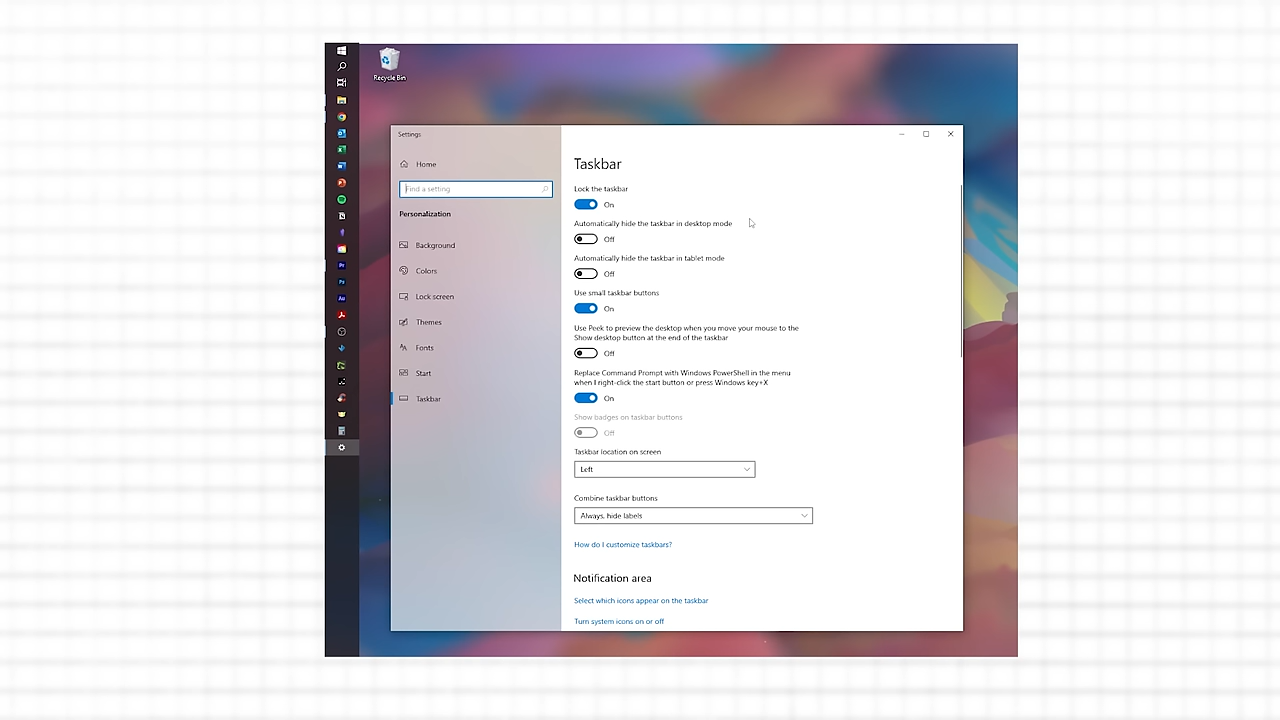 Recycle Bin
Settings
Home
Find a setting
Personalization
Background
Colors
Lock screen
Themes
Fonts
Start
Taskbar
Taskbar
Lock the taskbar
On
Automatically hide the taskbar in desktop mode
Off
Automatically hide the taskbar in tablet mode
Off
Use small taskbar buttons
On
Use Peek to preview the desktop when you move your mouse to the
Show desktop button at the end of the taskbar
Off
Replace Command Prompt with Windows PowerShell in the menu
when I right-click the start button or press Windows key+X
On
Show badges on taskbar buttons
Off
Taskbar location on screen
Left
Combine taskbar buttons
Always, hide labels
How do I customize taskbars?
Notification area
Select which icons appear on the taskbar
Turn system icons on or off